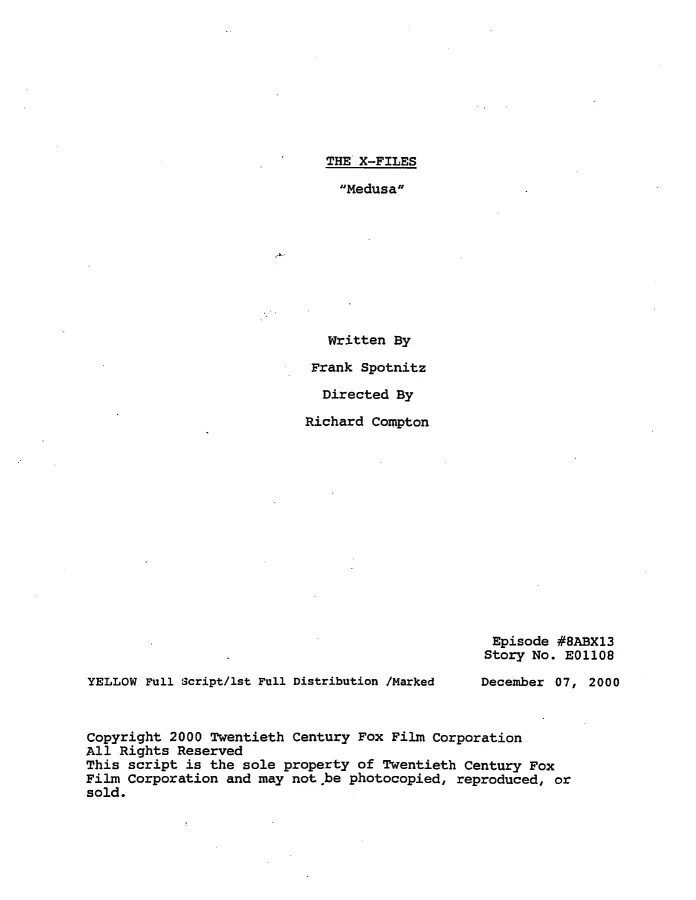 THE X-FILES
"Medusa"
Written By
Frank Spotnitz
Directed By
Richard Compton
Episode #8ABX13
Story No. E01108
YELLOW Full Script/1st Full Distribution /Marked December 07, 2000
Copyright 2000 Twentieth Century Fox Film Corporation
All Rights Reserved
This script is the sole property of Twentieth Century Fox
Film Corporation and may not be photocopied, reproduced, or
sold.